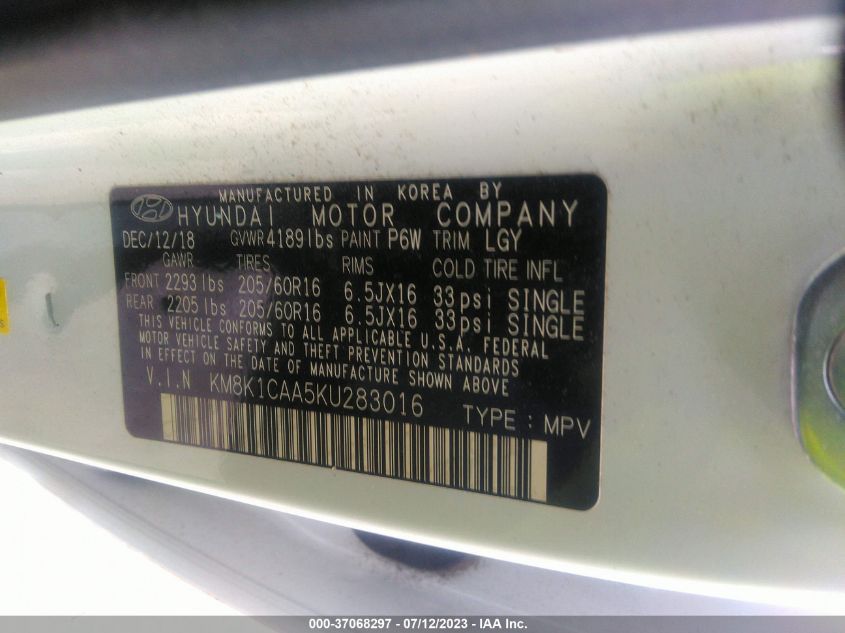 MANUFACTURED IN KOREA BY
HYUNDAI MOTOR COMPANY
DEC/12/18 GVWR 4189 lbs PAINT P6W TRIM LGY
GAWR TIRES RIMS COLD TIRE INFL
FRONT 2293 lbs 205/60R16 6.5JX16 33psi SINGLE
REAR 2205 lbs 205/60R16 6.5JX16 33psi SINGLE
THIS VEHICLE CONFORMS TO ALL APPLICABLE U.S.A. FEDERAL
MOTOR VEHICLE SAFETY AND THEFT PREVENTION STANDARDS
IN EFFECT ON THE DATE OF MANUFACTURE SHOWN ABOVE.
V.I.N KM8K1CAA5KU283016 TYPE : MPV
000-37068297 - 07/12/2023 - IAA Inc.